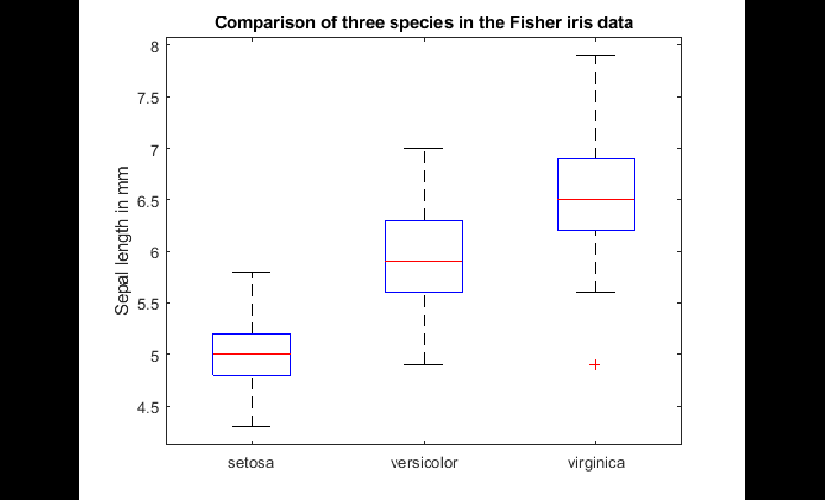 Comparison of three species in the Fisher iris data
8
7.5
7
6.5
6
5.5
5
4.5
Sepal length in mm
setosa versicolor virginica